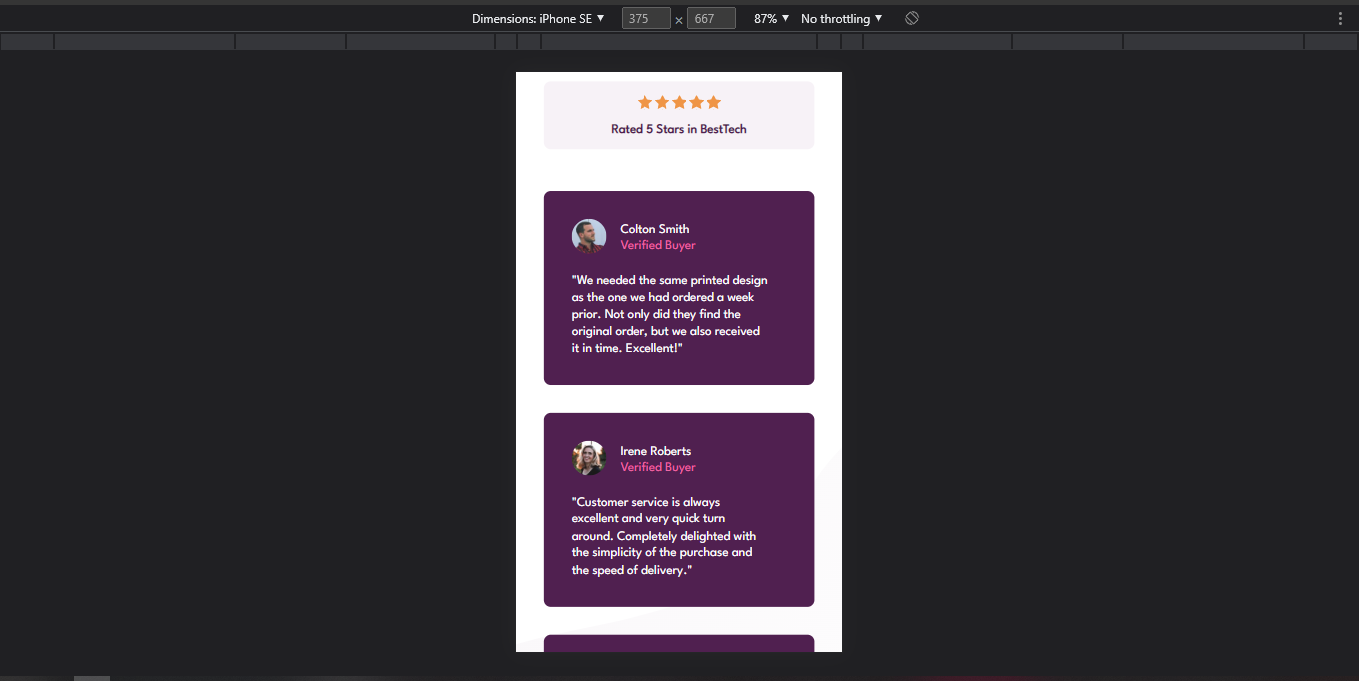 Dimensions: iPhone SE ▼ 375 × 667 87% ▼ No throttling ▼
Rated 5 Stars in BestTech
Colton Smith
Verified Buyer
"We needed the same printed design
as the one we had ordered a week
prior. Not only did they find the
original order, but we also received
it in time. Excellent!"
Irene Roberts
Verified Buyer
"Customer service is always
excellent and very quick turn
around. Completely delighted with
the simplicity of the purchase and
the speed of delivery."